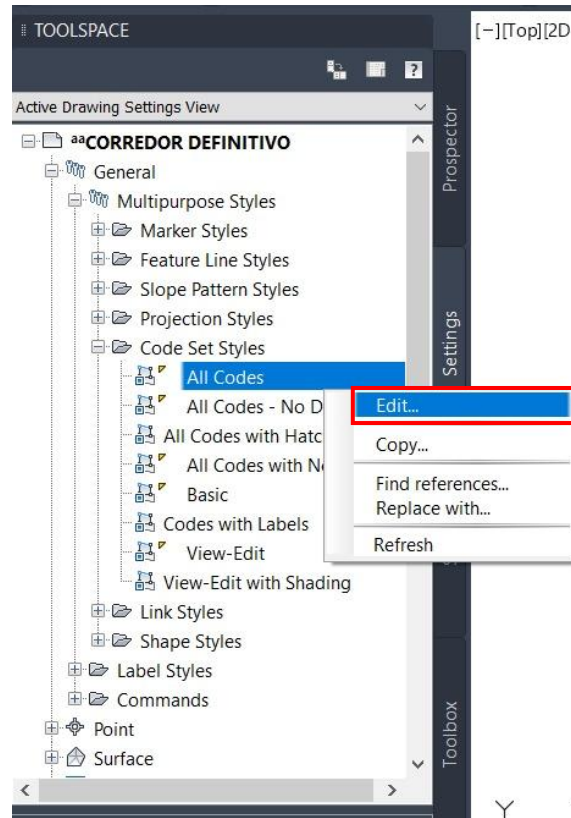 TOOLSPACE
[−][Top][2D
Active Drawing Settings View
aaCORREDOR DEFINITIVO
General
Multipurpose Styles
Marker Styles
Feature Line Styles
Slope Pattern Styles
Projection Styles
Code Set Styles
All Codes
All Codes - No D
All Codes with Hatc
All Codes with N
Basic
Codes with Labels
View-Edit
View-Edit with Shading
Link Styles
Shape Styles
Label Styles
Commands
Point
Surface
Edit...
Copy...
Find references...
Replace with...
Refresh
Prospector
Settings
Toolbox
Y